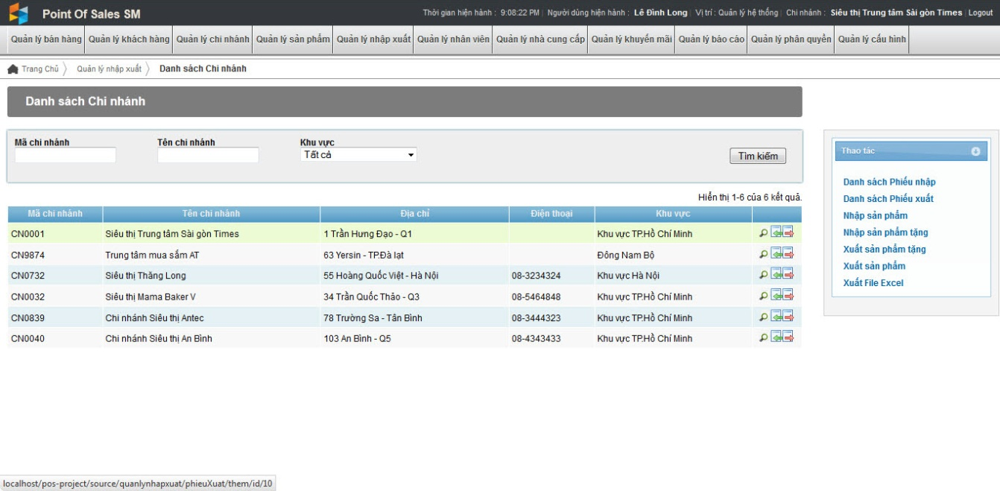 Point Of Sales SM
Thời gian hiện hành : 9:08:22 PM | Người dùng hiện hành : Lê Đình Long | Vị trí : Quản lý hệ thống | Chi nhánh : Siêu thị Trung tâm Sài gòn Times | Logout
Quản lý bán hàng Quản lý khách hàng Quản lý chi nhánh Quản lý sản phẩm Quản lý nhập xuất Quản lý nhân viên Quản lý nhà cung cấp Quản lý khuyến mãi Quản lý báo cáo Quản lý phân quyền Quản lý cấu hình
Trang Chủ Quản lý nhập xuất Danh sách Chi nhánh
Danh sách Chi nhánh
Mã chi nhánh Tên chi nhánh Khu vực
Tất cả
Tìm kiếm
Hiển thị 1-6 của 6 kết quả.
Mã chi nhánh Tên chi nhánh Địa chỉ Điện thoại Khu vực
CN0001 Siêu thị Trung tâm Sài gòn Times 1 Trần Hưng Đạo - Q1 Khu vực TP.Hồ Chí Minh
CN9874 Trung tâm mua sắm AT 63 Yersin - TP.Đà lạt Đông Nam Bộ
CN0732 Siêu thị Thăng Long 55 Hoàng Quốc Việt - Hà Nội 08-3234324 Khu vực Hà Nội
CN0032 Siêu thị Mama Baker V 34 Trần Quốc Thảo - Q3 08-5464848 Khu vực TP.Hồ Chí Minh
CN0839 Chi nhánh Siêu thị Antec 78 Trường Sa - Tân Bình 08-3444323 Khu vực TP.Hồ Chí Minh
CN0040 Chi nhánh Siêu thị An Bình 103 An Bình - Q5 08-4343433 Khu vực TP.Hồ Chí Minh
Thao tác
Danh sách Phiếu nhập
Danh sách Phiếu xuất
Nhập sản phẩm
Nhập sản phẩm tặng
Xuất sản phẩm tặng
Xuất sản phẩm
Xuất File Excel
localhost/pos-project/source/quanlynhapxuat/phieuXuat/them/id/10